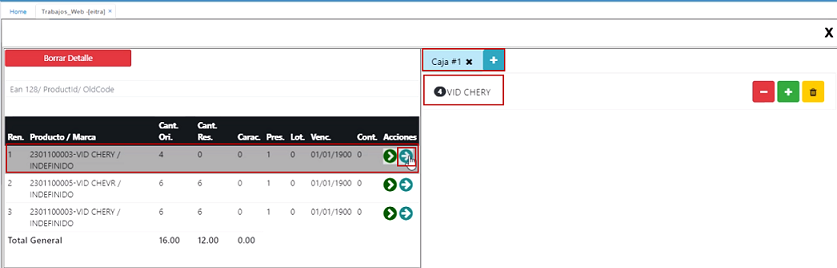 Home
Trabajos_Web -[eitra]
X
Borrar Detalle
Caja #1
Ean 128/ ProductId/ OldCode
4 VID CHERY
Ren. Producto / Marca Cant. Ori. Cant. Res. Carac. Pres. Lot. Venc. Cont. Acciones
1 2301100003-VID CHERY / INDEFINIDO 4 0 0 1 0 01/01/1900 0
2 2301100005-VID CHEVR / INDEFINIDO 6 6 0 1 0 01/01/1900 0
3 2301100003-VID CHERY / INDEFINIDO 6 6 0 1 0 01/01/1900 0
Total General 16.00 12.00 0.00